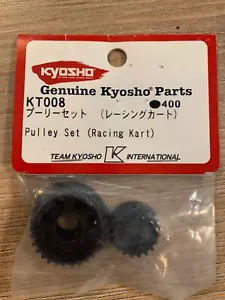 KYOSHO
Genuine Kyosho Parts
KT008 ●400
プーリーセット (レーシングカート)
Pulley Set (Racing Kart)
TEAM KYOSHO K INTERNATIONAL